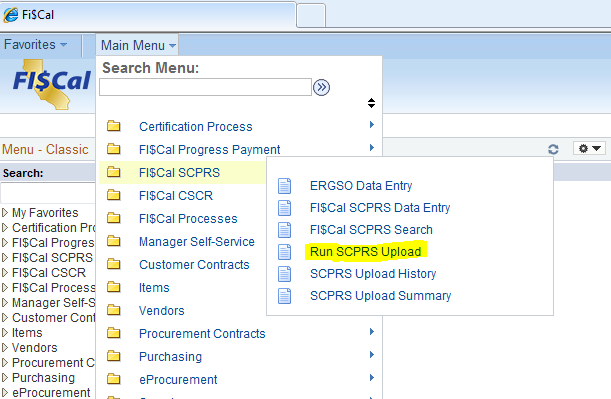 Fi$Cal
Favorites
Main Menu
FI$Cal
Search Menu:
Menu - Classic
Search:
Certification Process
FI$Cal Progress Payment
FI$Cal SCPRS
FI$Cal CSCR
FI$Cal Processes
Manager Self-Service
Customer Contracts
Items
Vendors
Procurement Contracts
Purchasing
eProcurement
ERGSO Data Entry
FI$Cal SCPRS Data Entry
FI$Cal SCPRS Search
Run SCPRS Upload
SCPRS Upload History
SCPRS Upload Summary
My Favorites
Certification Pr
FI$Cal Progres
FI$Cal SCPRS
FI$Cal CSCR
FI$Cal Process
Manager Self-S
Customer Cont
Items
Vendors
Procurement C
Purchasing
eProcurement